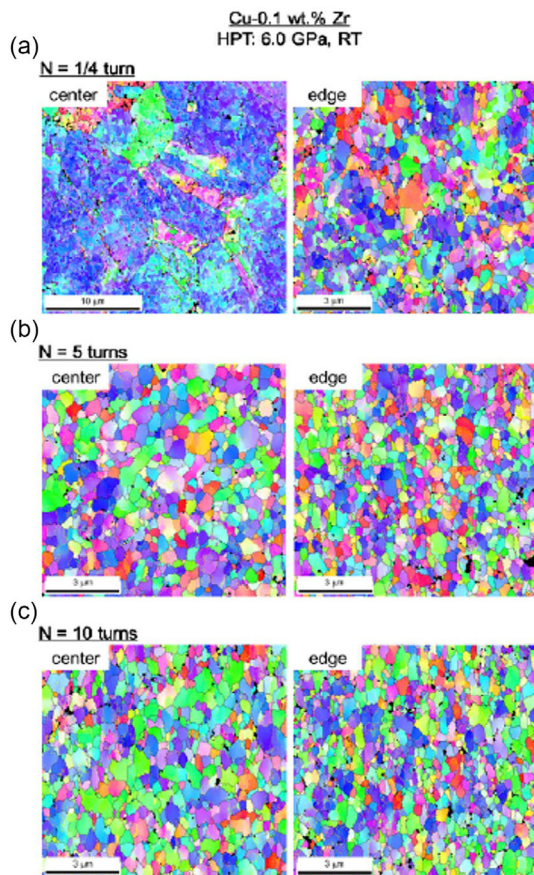 Cu-0.1 wt.% Zr
HPT: 6.0 GPa, RT
(a)
N = 1/4 turn
center
edge
10 µm
3 µm
(b)
N = 5 turns
center
edge
3 µm
3 µm
(c)
N = 10 turns
center
edge
3 µm
3 µm